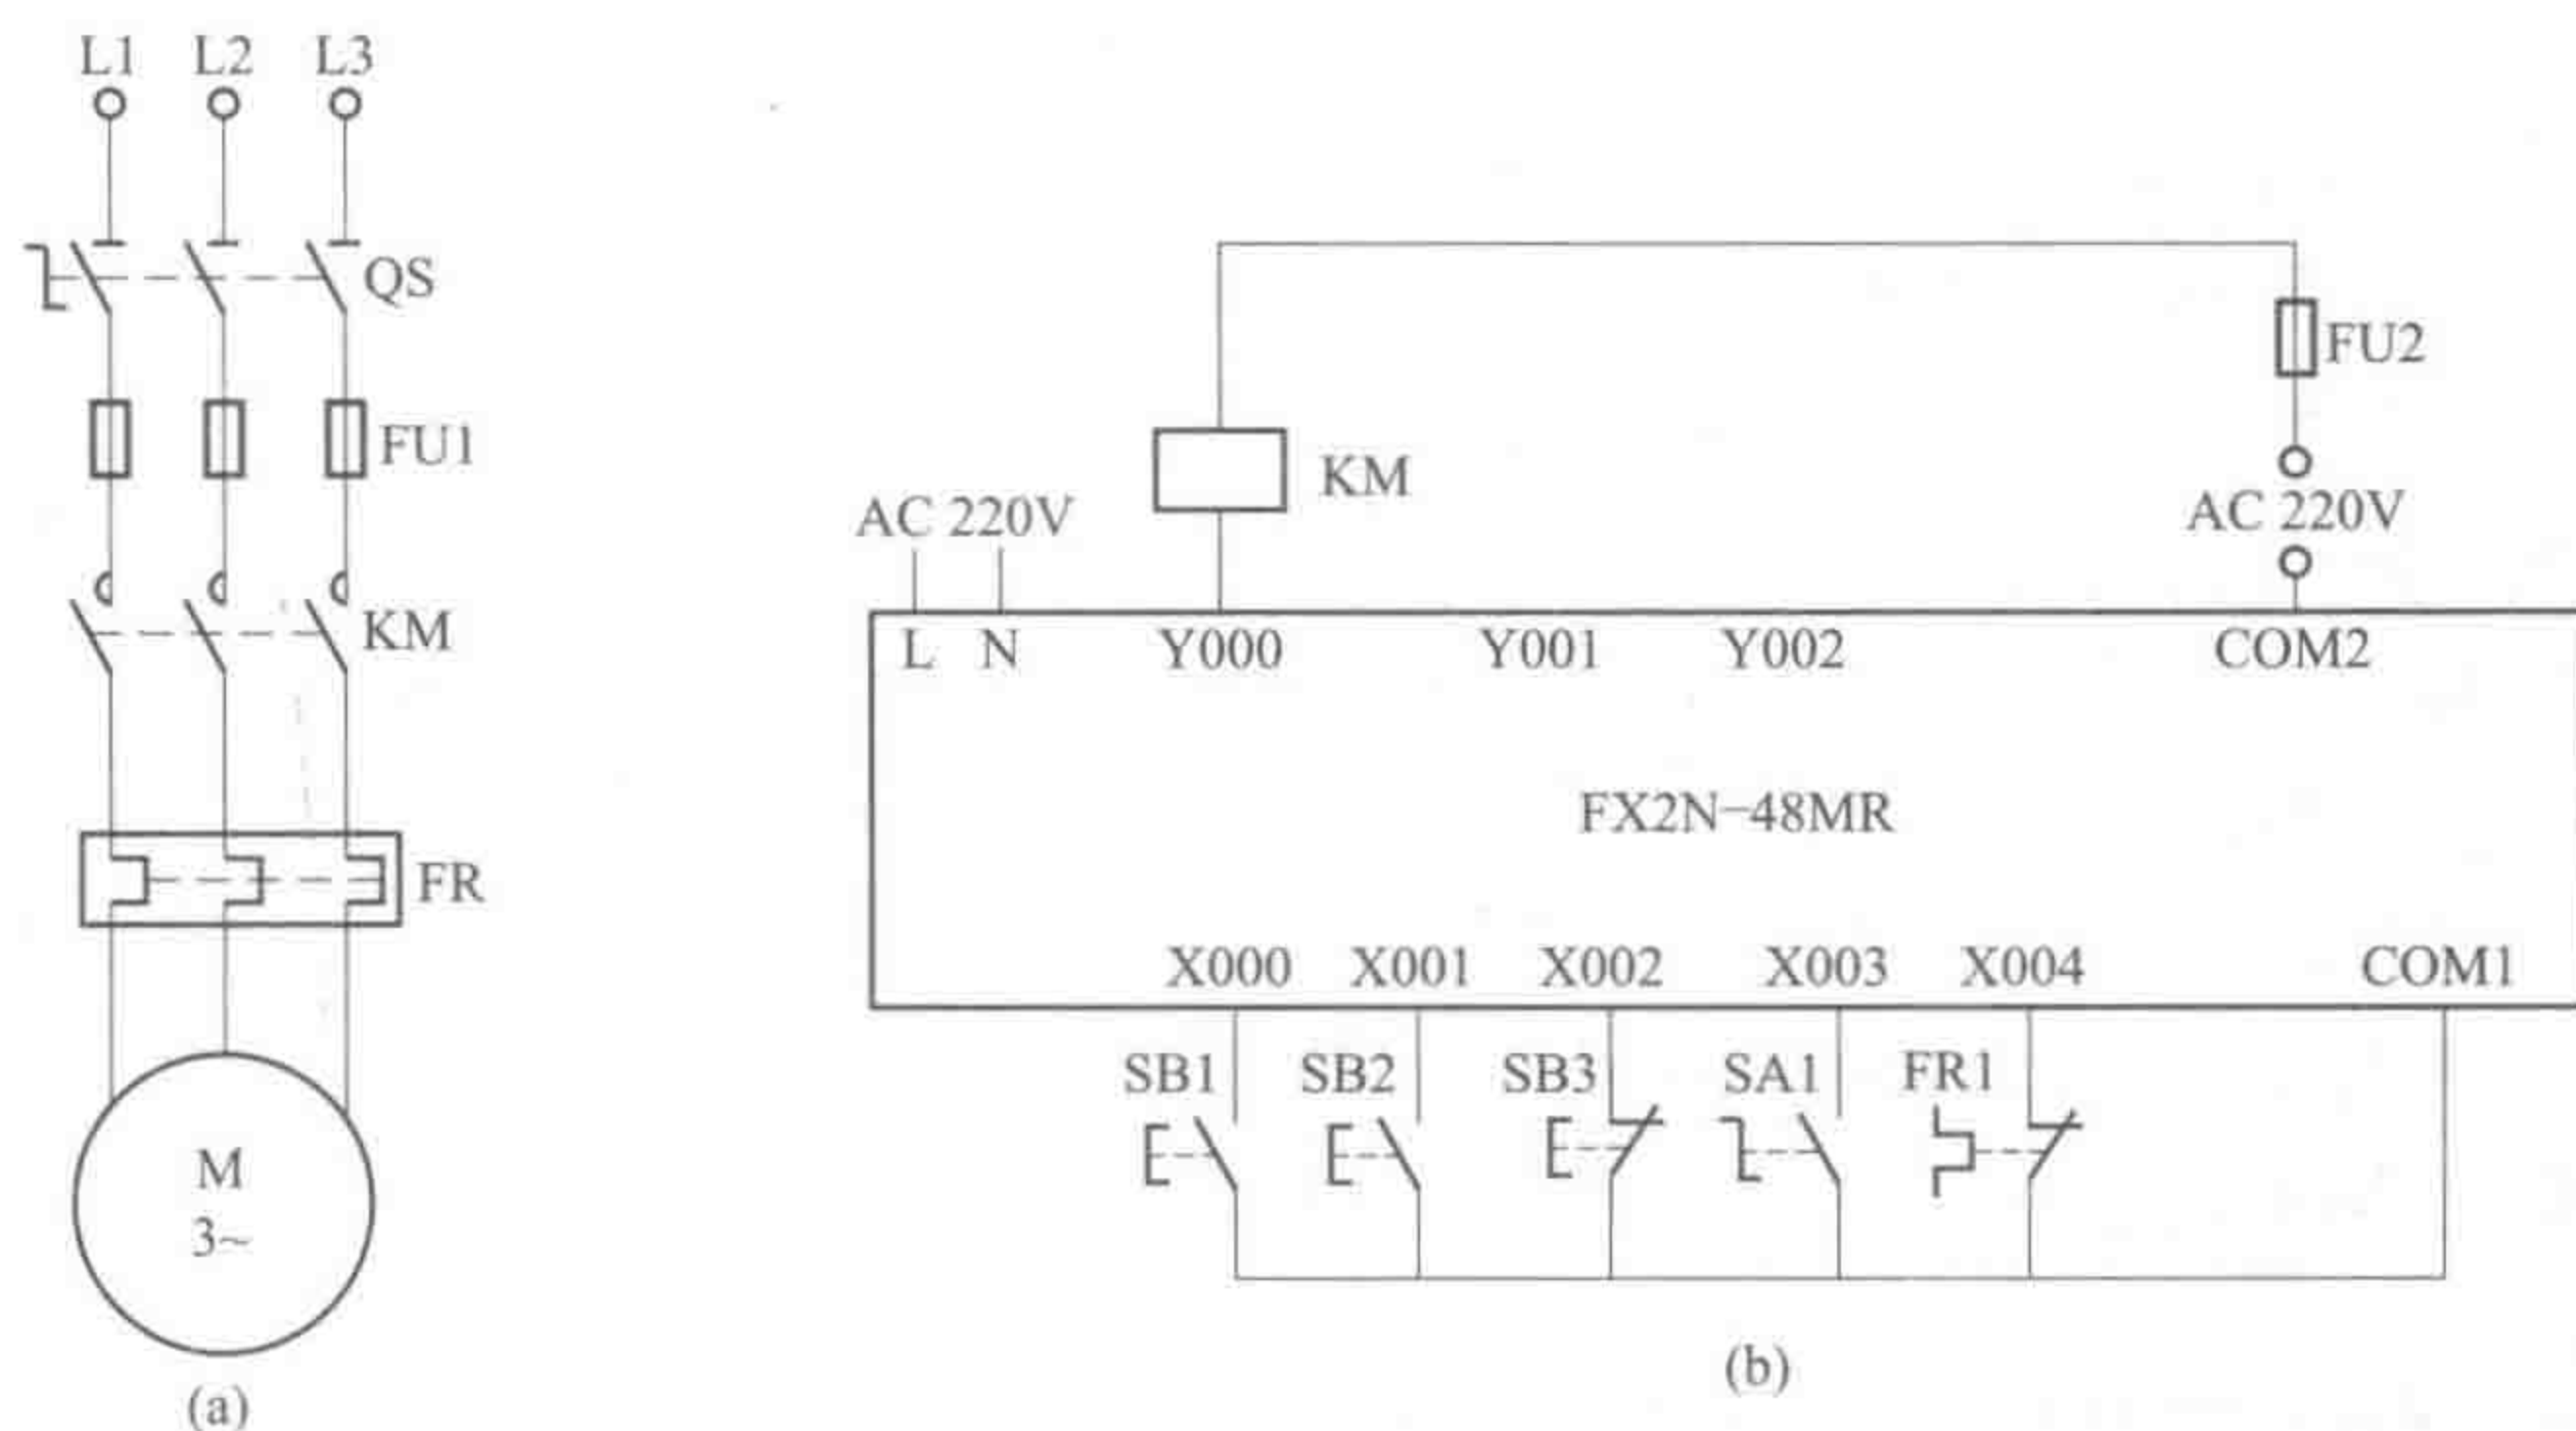 L1 L2 L3
QS
FU1
KM
FR
M
3~
(a)
FU2
KM
AC 220V
AC 220V
L N Y000 Y001 Y002 COM2
FX2N-48MR
X000 X001 X002 X003 X004 COM1
SB1 SB2 SB3 SA1 FR1
(b)